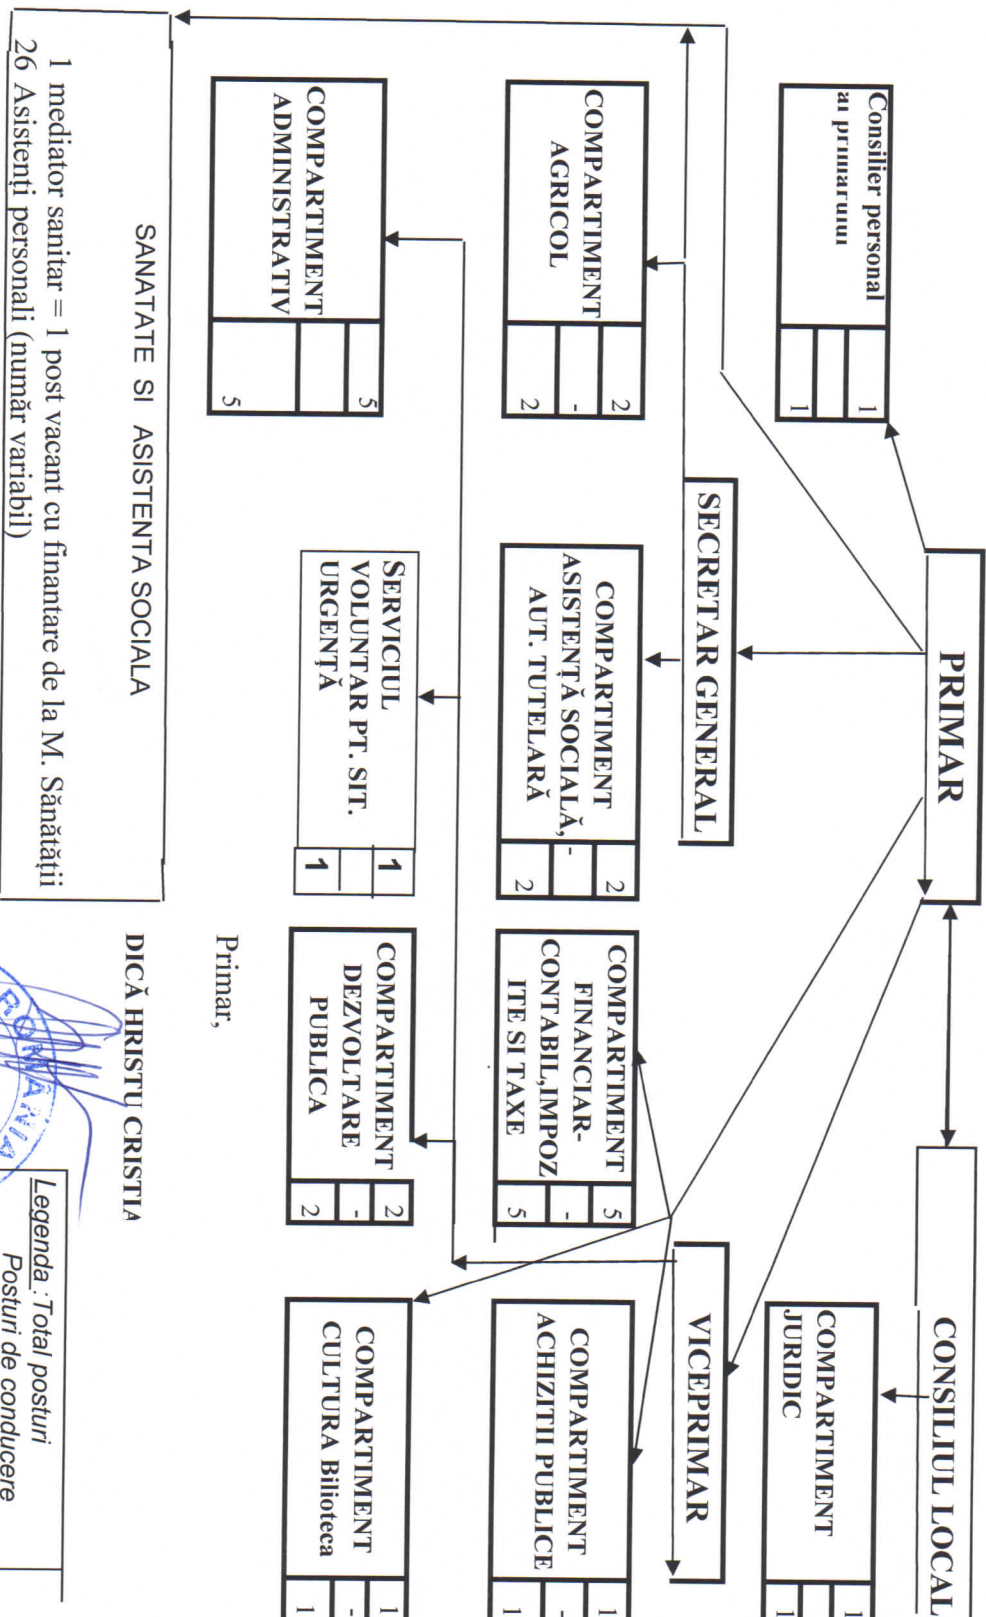 PRIMAR
CONSILIUL LOCAL
Consilier personal
al primarului
1
1
COMPARTIMENT
JURIDIC
1
1
SECRETAR GENERAL
VICEPRIMAR
COMPARTIMENT
AGRICOL
2
-
2
COMPARTIMENT
ASISTENȚĂ SOCIALĂ,
AUT. TUTELARĂ
2
-
2
COMPARTIMENT
FINANCIAR-
CONTABIL,IMPOZ
ITE SI TAXE
5
-
5
COMPARTIMENT
ACHIZITII PUBLICE
1
-
1
COMPARTIMENT
ADMINISTRATIV
5
5
SERVICIUL
VOLUNTAR PT. SIT.
URGENȚĂ
1
1
COMPARTIMENT
DEZVOLTARE
PUBLICA
2
-
2
COMPARTIMENT
CULTURA Bilioteca
1
-
1
SANATATE SI ASISTENTA SOCIALA
1 mediator sanitar = 1 post vacant cu finantare de la M. Sănătății
26 Asistenți personali (număr variabil)
Primar,
DICĂ HRISTU CRISTIA
ROMÂNIA
Legenda :Total posturi
Posturi de conducere